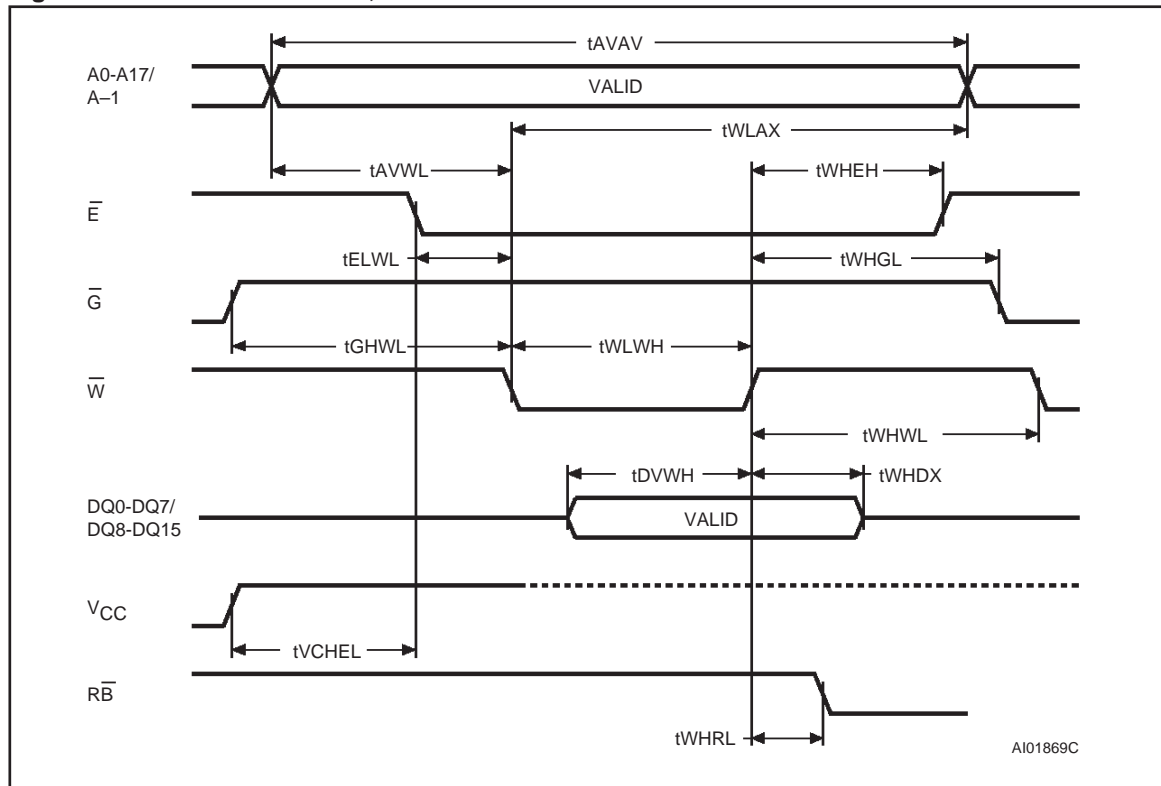 tAVAV
A0-A17/
A–1
VALID
tWLAX
tAVWL
tWHEH
E̅
tELWL
tWHGL
G̅
tGHWL
tWLWH
W̅
tWHWL
tDVWH
tWHDX
DQ0-DQ7/
DQ8-DQ15
VALID
VCC
tVCHEL
RB̅
tWHRL
AI01869C